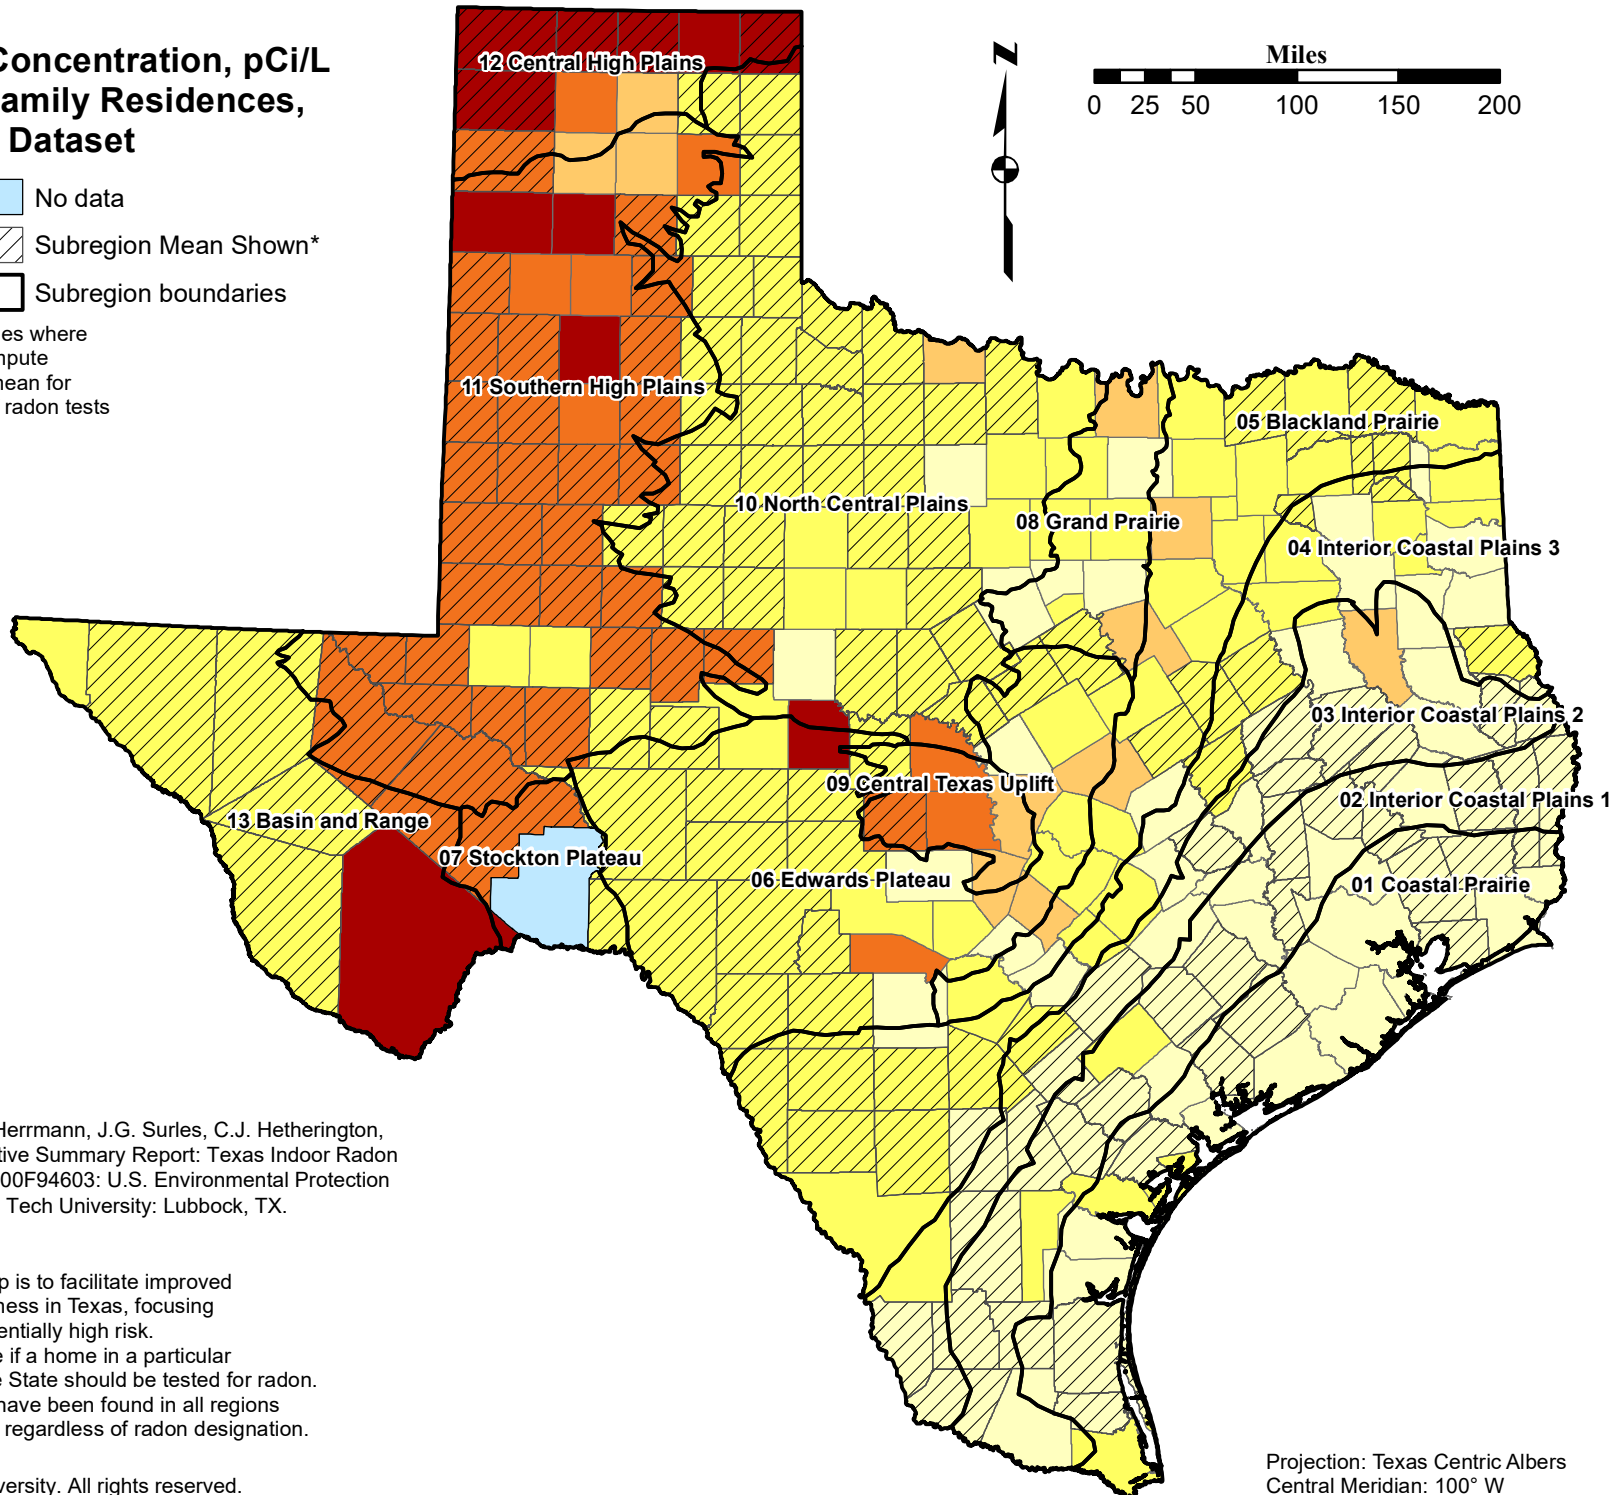 Concentration, pCi/L
amily Residences,
Dataset
No data
Subregion Mean Shown*
Subregion boundaries
es where
npute
nean for
radon tests
N
Miles
0 25 50 100 150 200
12 Central High Plains
11 Southern High Plains
05 Blackland Prairie
10 North Central Plains
08 Grand Prairie
04 Interior Coastal Plains 3
03 Interior Coastal Plains 2
09 Central Texas Uplift
02 Interior Coastal Plains 1
13 Basin and Range
07 Stockton Plateau
06 Edwards Plateau
01 Coastal Prairie
Herrmann, J.G. Surles, C.J. Hetherington,
tive Summary Report: Texas Indoor Radon
00F94603: U.S. Environmental Protection
Tech University: Lubbock, TX.
p is to facilitate improved
ness in Texas, focusing
entially high risk.
e if a home in a particular
e State should be tested for radon.
have been found in all regions
regardless of radon designation.
versity. All rights reserved.
Projection: Texas Centric Albers
Central Meridian: 100° W